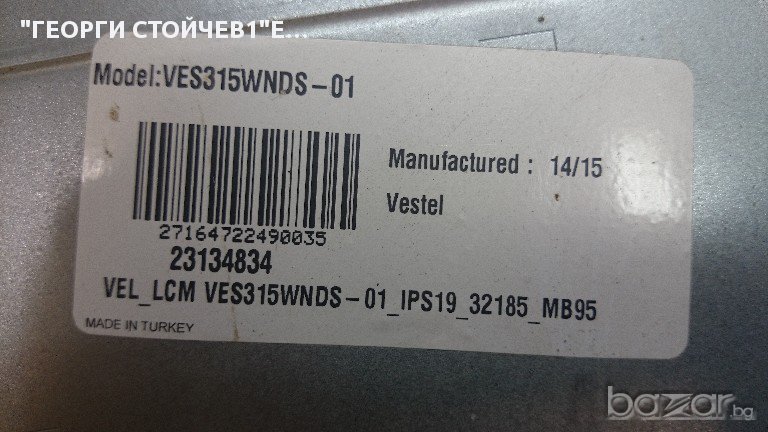 "ГЕОРГИ СТОЙЧЕВ1"Е...
Model:VES315WNDS-01
Manufactured : 14/15
Vestel
27164722490035
23134834
VEL_LCM VES315WNDS-01_IPS19_32185_MB95
MADE IN TURKEY
bazar.bg